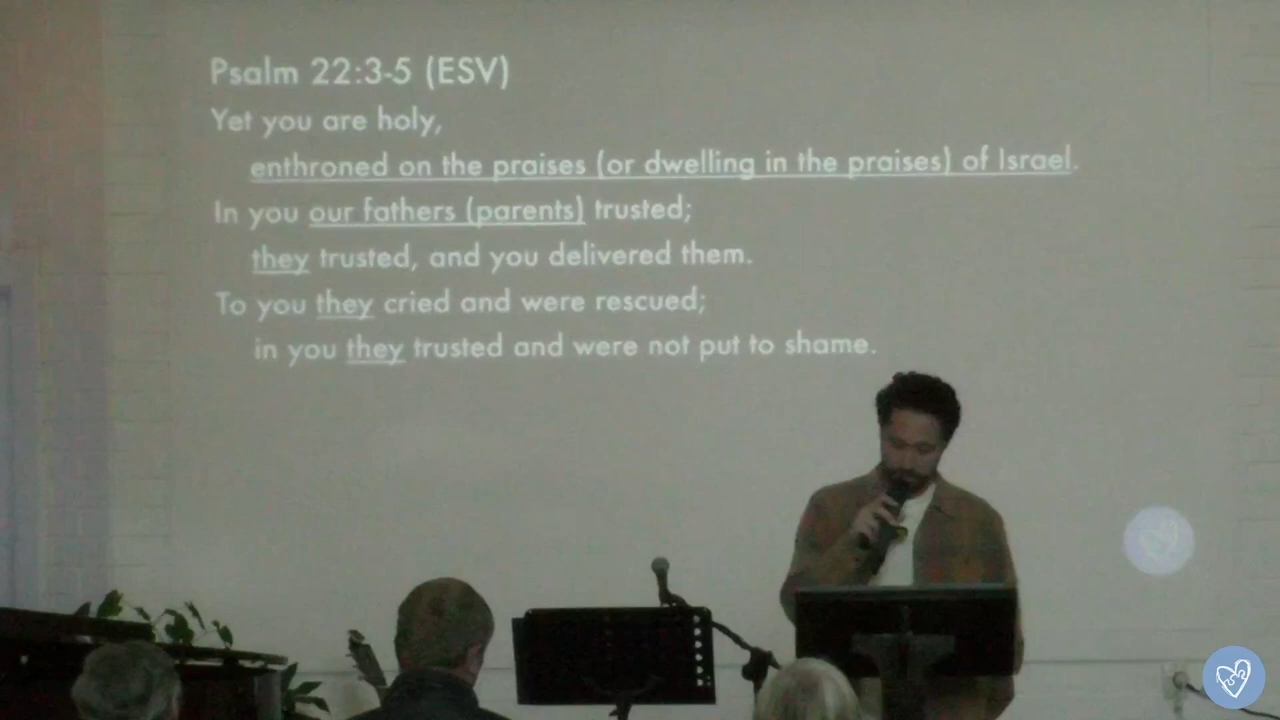 Psalm 22:3-5 (ESV)
Yet you are holy,
enthroned on the praises (or dwelling in the praises) of Israel.
In you our fathers (parents) trusted;
they trusted, and you delivered them.
To you they cried and were rescued;
in you they trusted and were not put to shame.